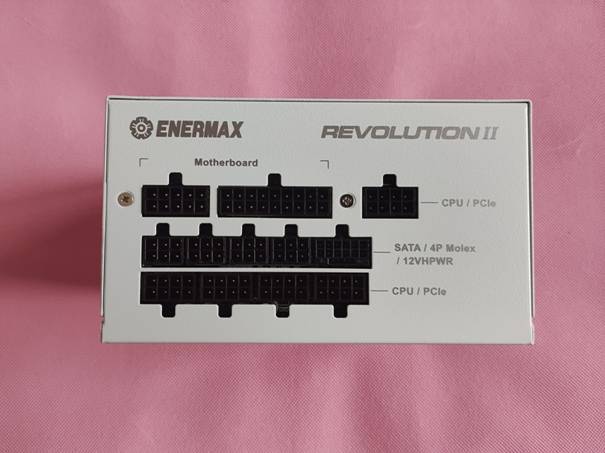 ENERMAX
REVOLUTION II
Motherboard
CPU / PCIe
SATA / 4P Molex
/ 12VHPWR
CPU / PCIe